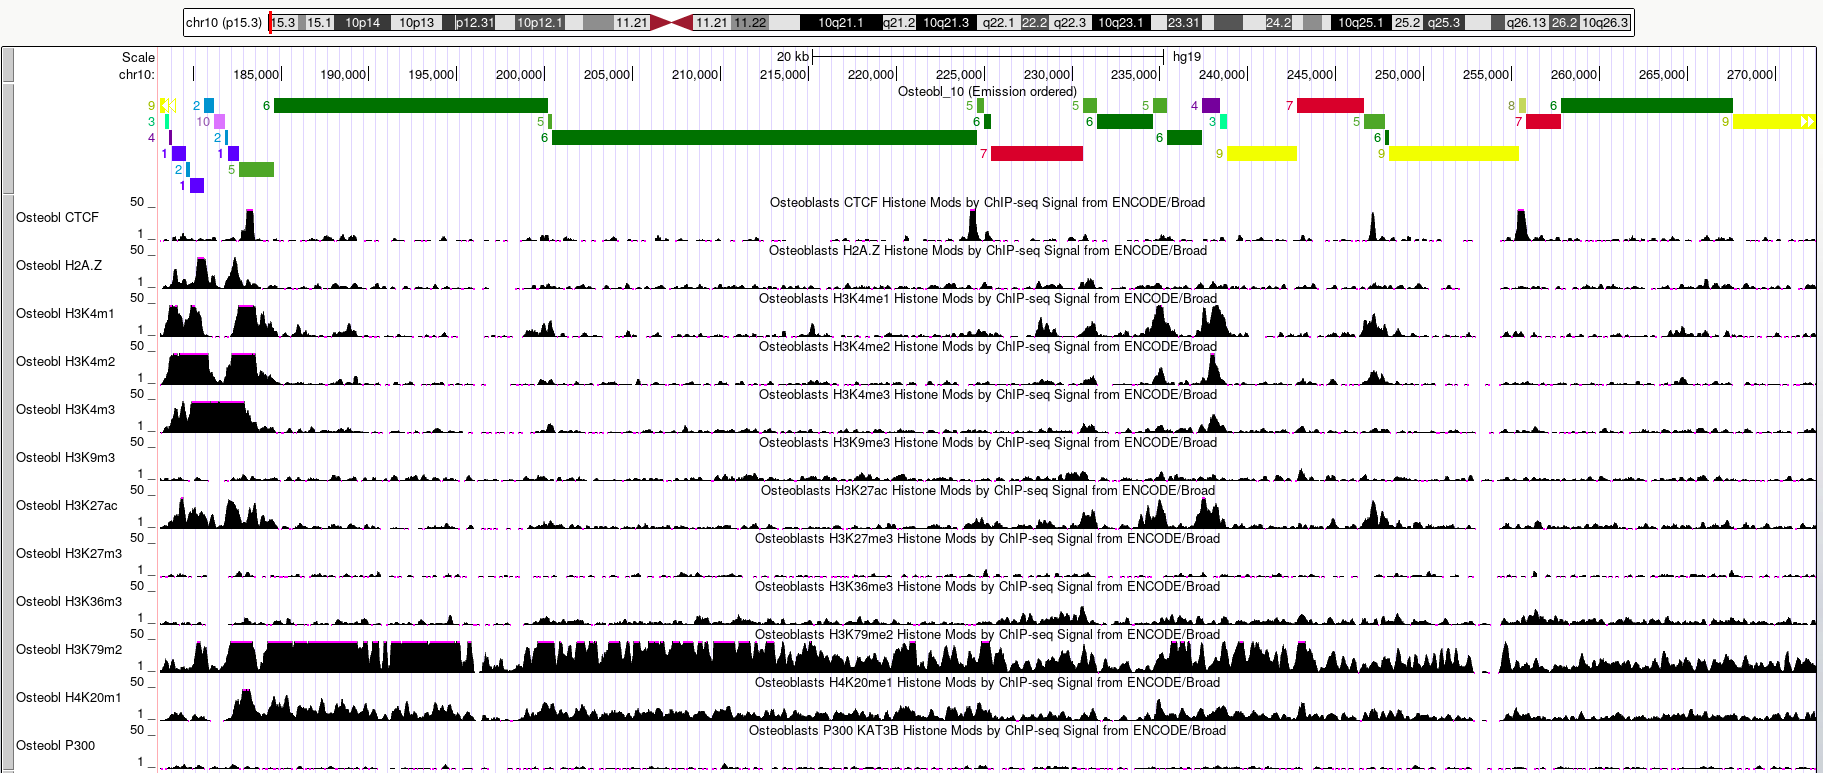 chr10 (p15.3) 15.3 15.1 10p14 10p13 p12.31 10p12.1 11.21 11.21 11.22 10q21.1 q21.2 10q21.3 q22.1 22.2 q22.3 10q23.1 23.31 24.2 10q25.1 25.2 q25.3 q26.13 26.2 10q26.3
Scale 20 kb hg19
chr10: 185,000 190,000 195,000 200,000 205,000 210,000 215,000 220,000 225,000 230,000 235,000 240,000 245,000 250,000 255,000 260,000 265,000 270,000
Osteobl_10 (Emission ordered)
9 2 6 5 5 5 4 7 8 6
3 10 5 6 6 3 5 7 9
4 2 6 6 6
1 1 7 9 9
2 5
1
50 Osteoblasts CTCF Histone Mods by ChIP-seq Signal from ENCODE/Broad
Osteobl CTCF
1
50 Osteoblasts H2A.Z Histone Mods by ChIP-seq Signal from ENCODE/Broad
Osteobl H2A.Z
1
50 Osteoblasts H3K4me1 Histone Mods by ChIP-seq Signal from ENCODE/Broad
Osteobl H3K4m1
1
50 Osteoblasts H3K4me2 Histone Mods by ChIP-seq Signal from ENCODE/Broad
Osteobl H3K4m2
1
50 Osteoblasts H3K4me3 Histone Mods by ChIP-seq Signal from ENCODE/Broad
Osteobl H3K4m3
1
50 Osteoblasts H3K9me3 Histone Mods by ChIP-seq Signal from ENCODE/Broad
Osteobl H3K9m3
1
50 Osteoblasts H3K27ac Histone Mods by ChIP-seq Signal from ENCODE/Broad
Osteobl H3K27ac
1
50 Osteoblasts H3K27me3 Histone Mods by ChIP-seq Signal from ENCODE/Broad
Osteobl H3K27m3
1
50 Osteoblasts H3K36me3 Histone Mods by ChIP-seq Signal from ENCODE/Broad
Osteobl H3K36m3
1
50 Osteoblasts H3K79me2 Histone Mods by ChIP-seq Signal from ENCODE/Broad
Osteobl H3K79m2
1
50 Osteoblasts H4K20me1 Histone Mods by ChIP-seq Signal from ENCODE/Broad
Osteobl H4K20m1
1
50 Osteoblasts P300 KAT3B Histone Mods by ChIP-seq Signal from ENCODE/Broad
Osteobl P300
1